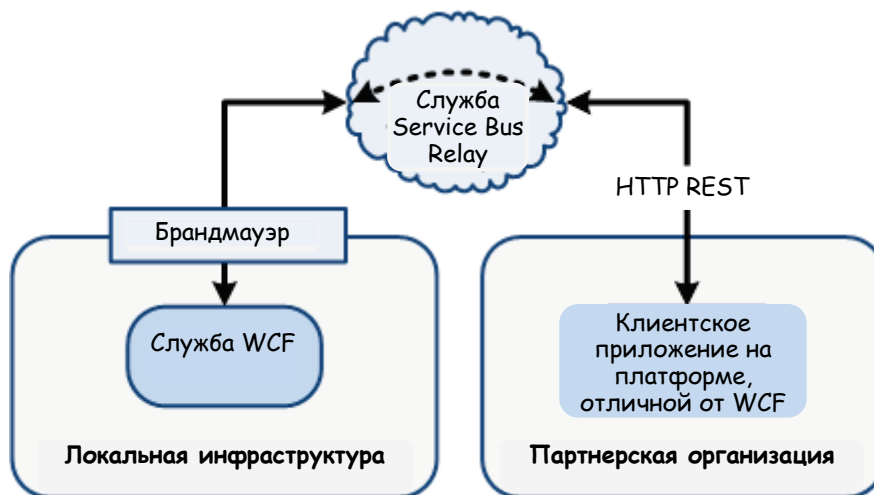 Служба
Service Bus
Relay
HTTP REST
Брандмауэр
Служба WCF
Клиентское
приложение на
платформе,
отличной от WCF
Локальная инфраструктура
Партнерская организация